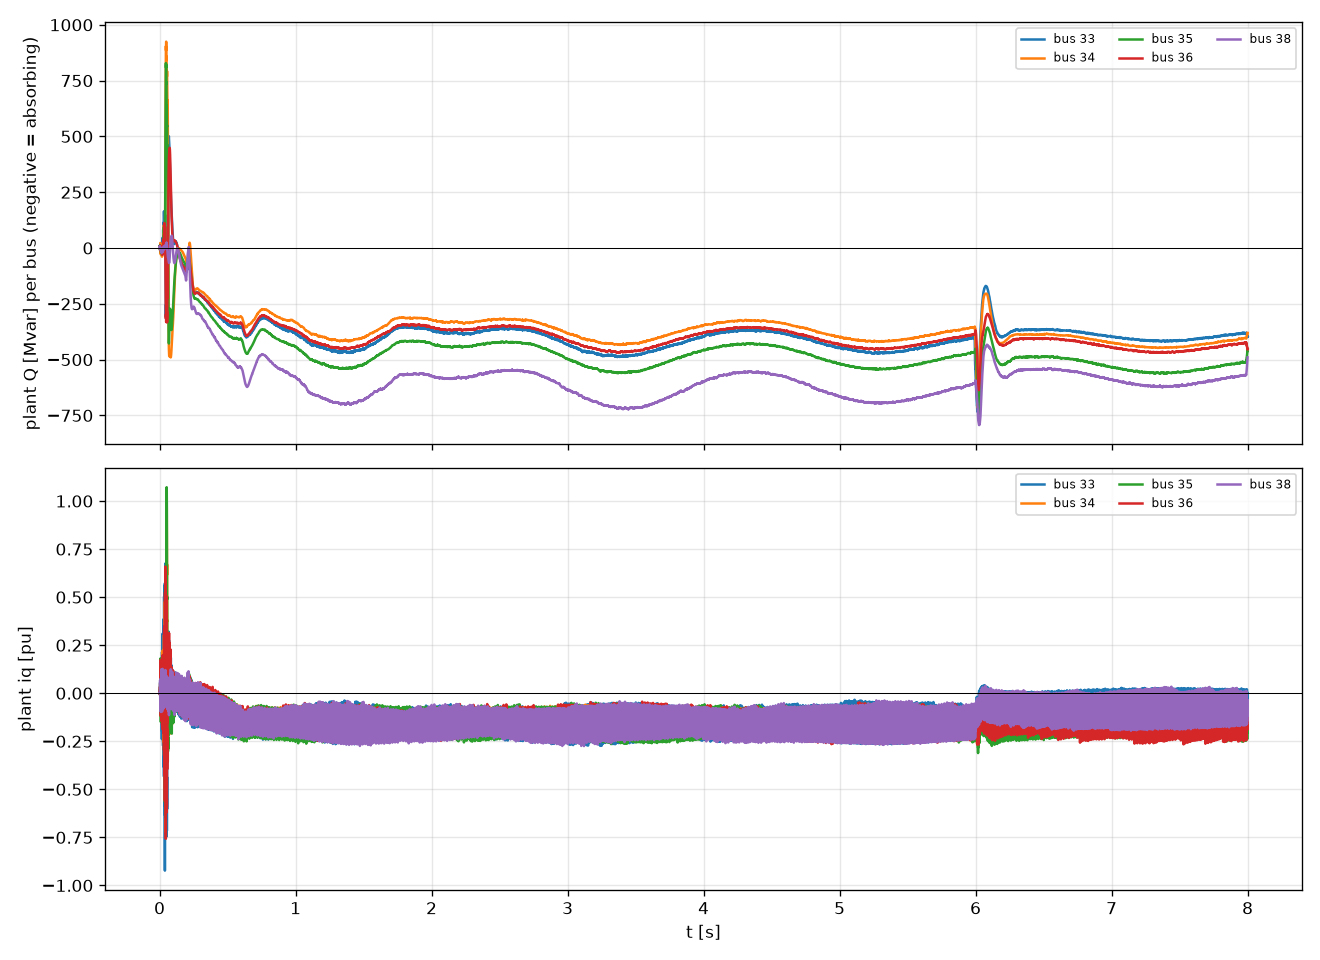 plant Q [Mvar] per bus (negative = absorbing)
1000
750
500
250
0
−250
−500
−750
bus 33
bus 34
bus 35
bus 36
bus 38
plant iq [pu]
1.00
0.75
0.50
0.25
0.00
−0.25
−0.50
−0.75
−1.00
bus 33
bus 34
bus 35
bus 36
bus 38
0 1 2 3 4 5 6 7 8
t [s]